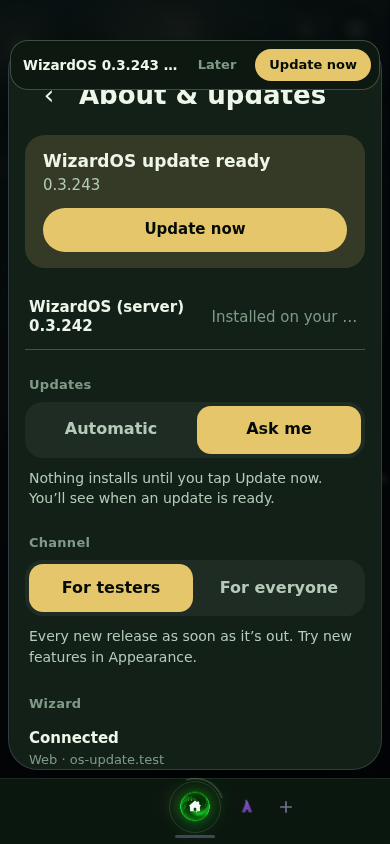 WizardOS 0.3.243 … Later Update now
‹ About & updates
WizardOS update ready
0.3.243
Update now
WizardOS (server)
0.3.242
Installed on your …
Updates
Automatic Ask me
Nothing installs until you tap Update now.
You’ll see when an update is ready.
Channel
For testers For everyone
Every new release as soon as it’s out. Try new
features in Appearance.
Wizard
Connected
Web · os-update.test